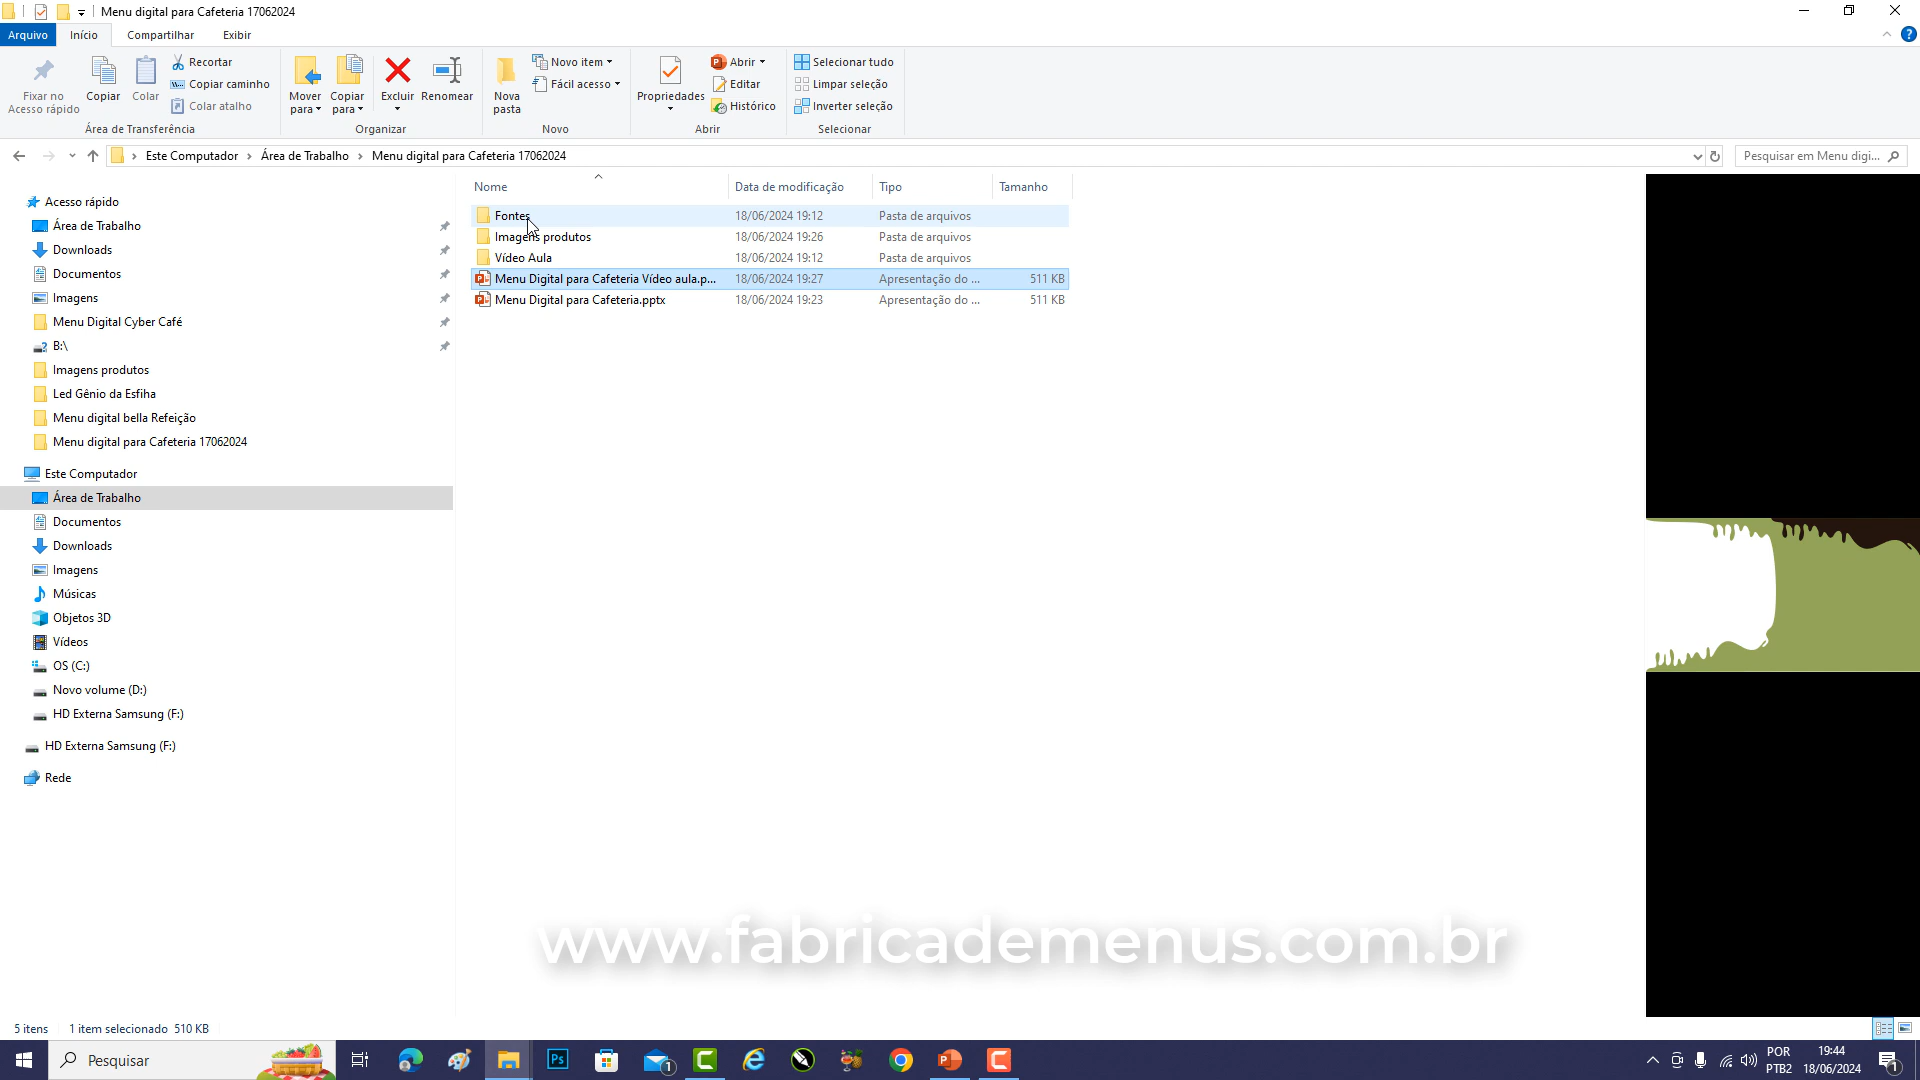 Menu digital para Cafeteria 17062024
Arquivo
Início
Compartilhar
Exibir
Fixar no
Acesso rápido
Copiar
Colar
Recortar
Copiar caminho
Colar atalho
Área de Transferência
Mover
para
Copiar
para
Excluir
Renomear
Organizar
Nova
pasta
Novo item
Fácil acesso
Novo
Propriedades
Abrir
Editar
Histórico
Abrir
Selecionar tudo
Limpar seleção
Inverter seleção
Selecionar
Este Computador > Área de Trabalho > Menu digital para Cafeteria 17062024
Pesquisar em Menu digi...
Acesso rápido
Área de Trabalho
Downloads
Documentos
Imagens
Menu Digital Cyber Café
B:\
Imagens produtos
Led Gênio da Esfiha
Menu digital bella Refeição
Menu digital para Cafeteria 17062024
Este Computador
Área de Trabalho
Documentos
Downloads
Imagens
Músicas
Objetos 3D
Vídeos
OS (C:)
Novo volume (D:)
HD Externa Samsung (F:)
HD Externa Samsung (F:)
Rede
Nome Data de modificação Tipo Tamanho
Fontes 18/06/2024 19:12 Pasta de arquivos
Imagens produtos 18/06/2024 19:26 Pasta de arquivos
Vídeo Aula 18/06/2024 19:12 Pasta de arquivos
Menu Digital para Cafeteria Vídeo aula.p... 18/06/2024 19:27 Apresentação do ... 511 KB
Menu Digital para Cafeteria.pptx 18/06/2024 19:23 Apresentação do ... 511 KB
www.fabricademenus.com.br
5 itens 1 item selecionado 510 KB
Pesquisar
Ps
1
POR
PTB2
19:44
18/06/2024
1